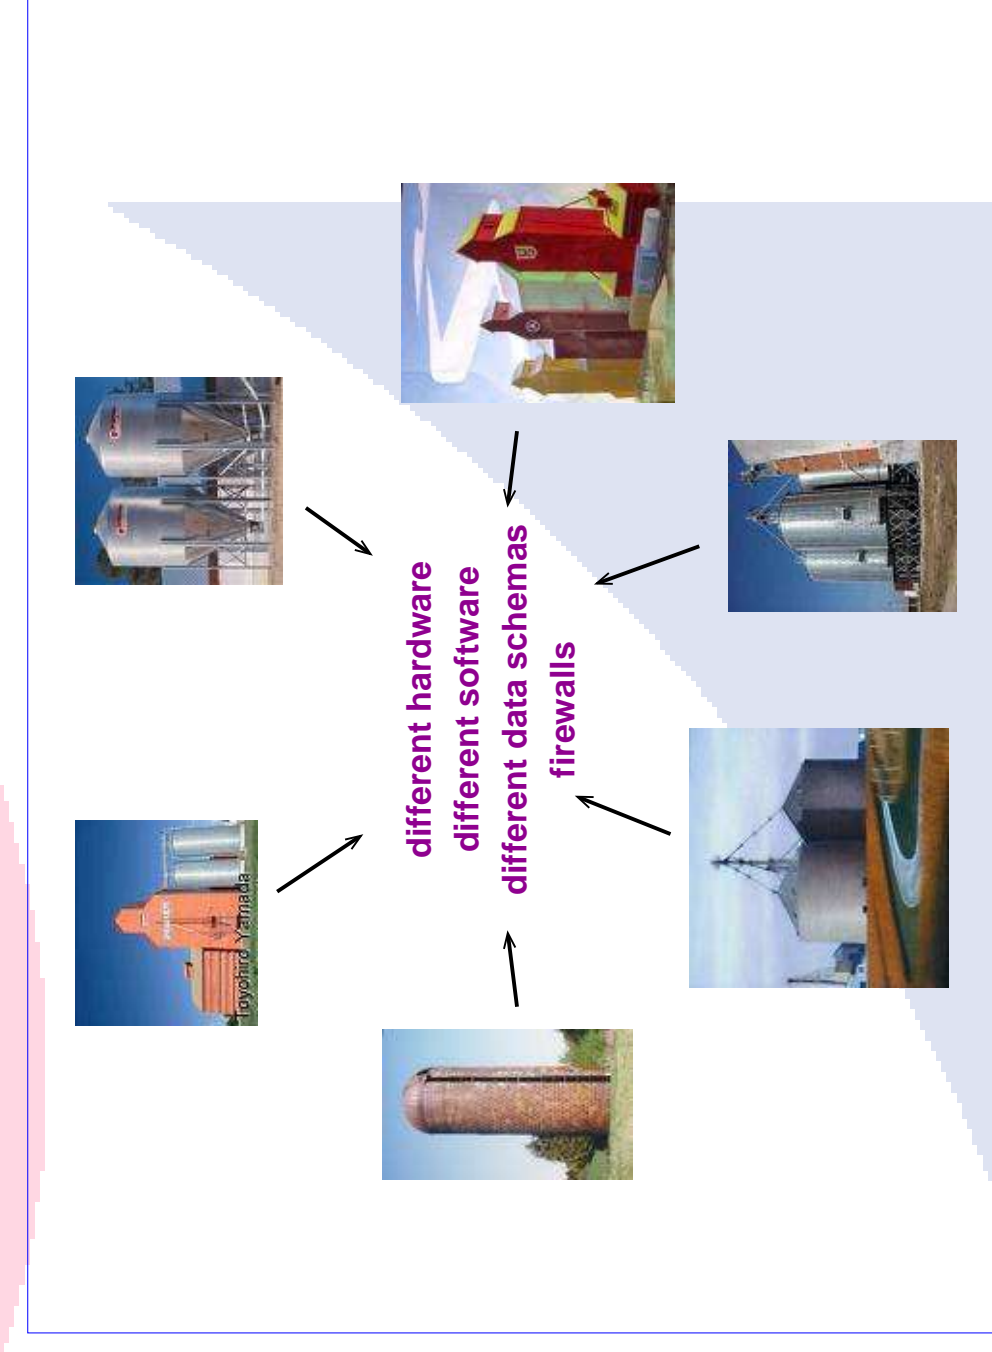 different hardware
different software
different data schemas
firewalls
Toyohiro Yamada